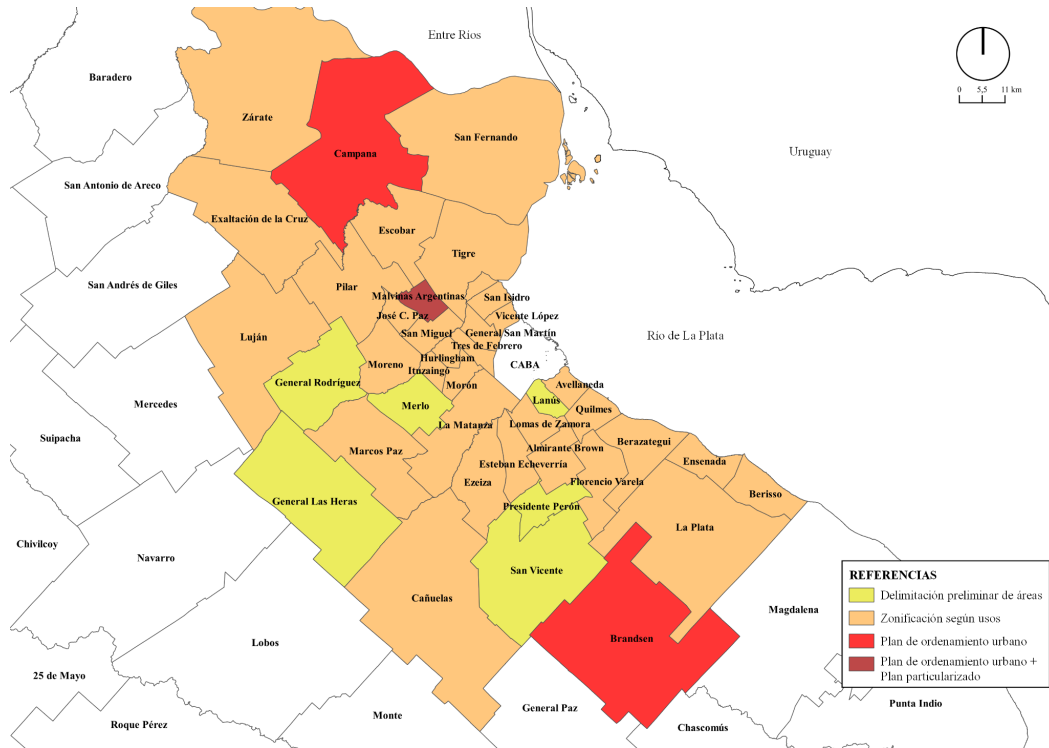 Entre Rios
Baradero
0 5,5 11 km
Zárate
San Fernando
Campana
Uruguay
San Antonio de Areco
Exaltación de la Cruz
Escobar
Tigre
San Andrés de Giles
Pilar
Malvinas Argentinas
San Isidro
José C. Paz
Vicente López
San Miguel
General San Martín
Luján
Tres de Febrero
Río de La Plata
Hurlingham
Moreno
CABA
Ituzaingó
General Rodríguez
Morón
Avellaneda
Merlo
Lanús
Mercedes
Quilmes
La Matanza
Lomas de Zamora
Suipacha
Berazategui
Marcos Paz
Almirante Brown
Esteban Echeverría
Ensenada
Ezeiza
Florencio Varela
Berisso
General Las Heras
Presidente Perón
La Plata
Chivilcoy
Navarro
San Vicente
REFERENCIAS
Delimitación preliminar de áreas
Cañuelas
Magdalena
Zonificación según usos
Lobos
Brandsen
Plan de ordenamiento urbano
Plan de ordenamiento urbano +
Plan particularizado
25 de Mayo
Punta Indio
General Paz
Monte
Roque Pérez
Chascomús